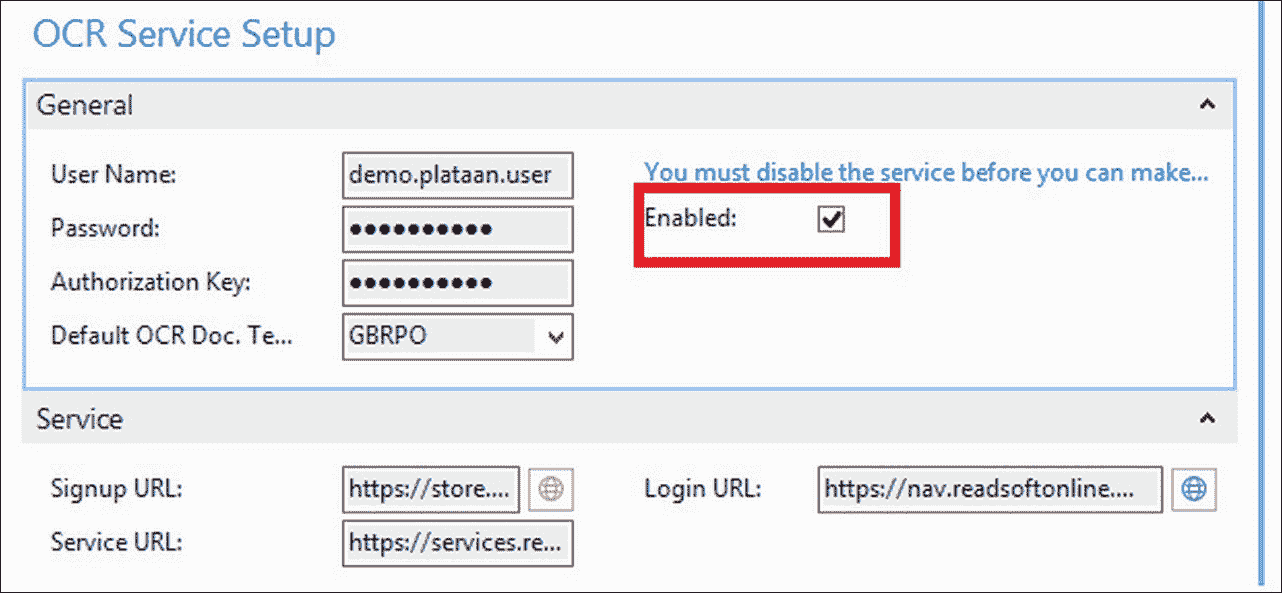 OCR Service Setup
General
User Name: demo.plataan.user
Password: ●●●●●●●●●●
Authorization Key: ●●●●●●●●●●
Default OCR Doc. Te... GBRPO
You must disable the service before you can make...
Enabled:
Service
Signup URL: https://store....
Service URL: https://services.re...
Login URL: https://nav.readsoftonline....